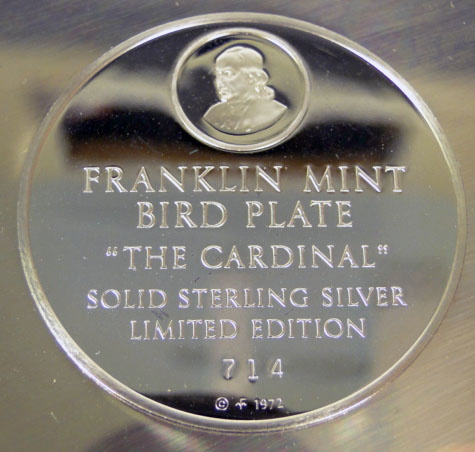 FRANKLIN MINT
BIRD PLATE
"THE CARDINAL"
SOLID STERLING SILVER
LIMITED EDITION
714
© 1972